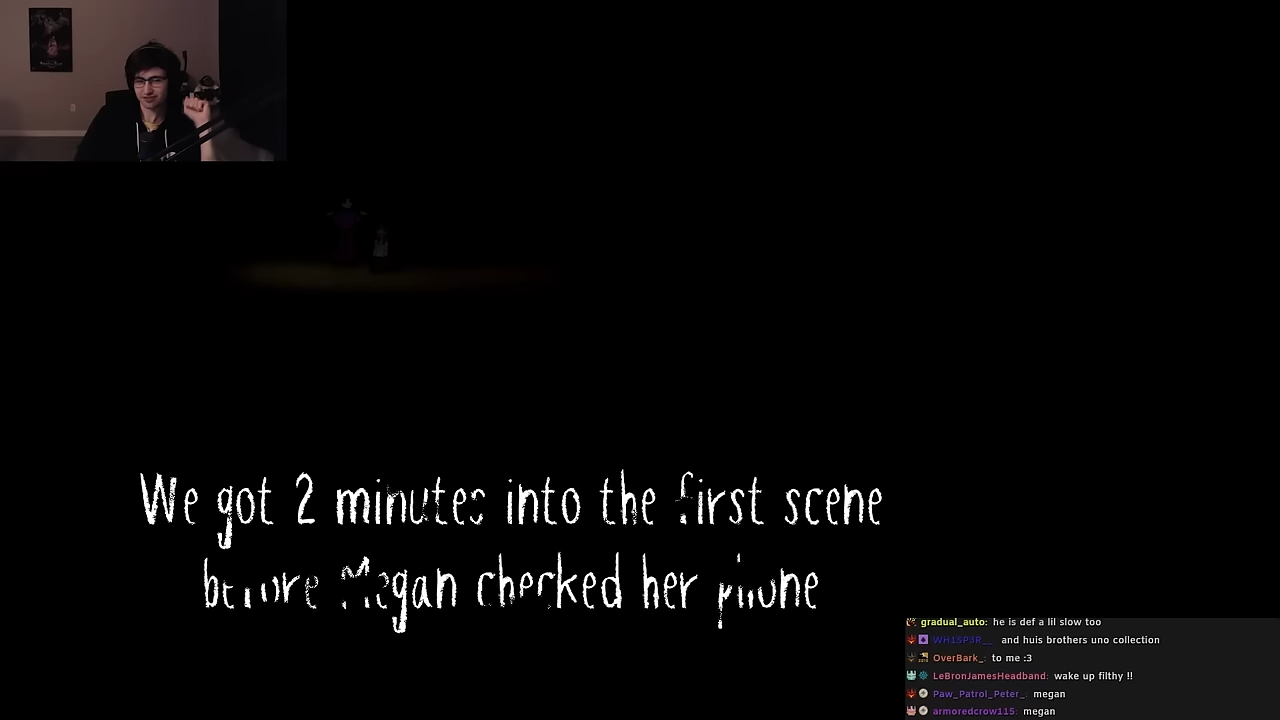 We got 2 minutes into the first scene
before Megan checked her phone
gradual_auto: he is def a lil slow too
WH1SP3R__ and huis brothers uno collection
OverBark_: to me :3
LeBronJamesHeadband: wake up filthy !!
Paw_Patrol_Peter_: megan
armoredcrow115: megan